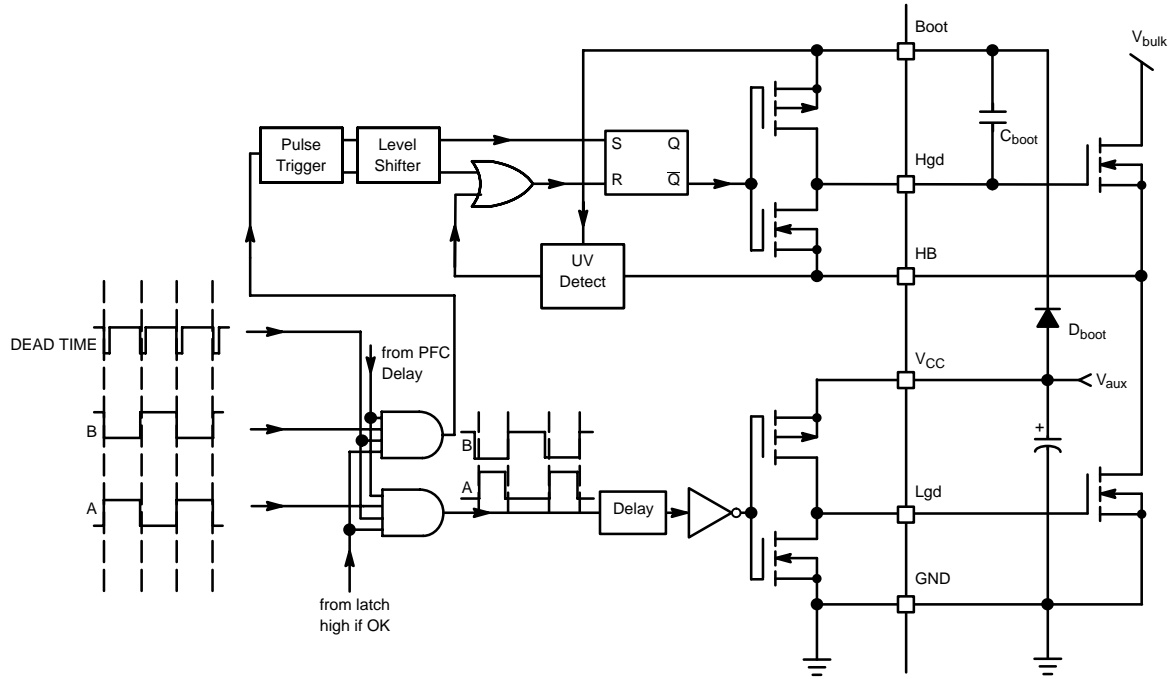 Boot
V_bulk
Pulse
Trigger
Level
Shifter
S
Q
R
Q̅
C_boot
Hgd
HB
UV
Detect
DEAD TIME
from PFC
Delay
D_boot
V_CC
V_aux
B
B
+
A
A
Delay
Lgd
GND
from latch
high if OK